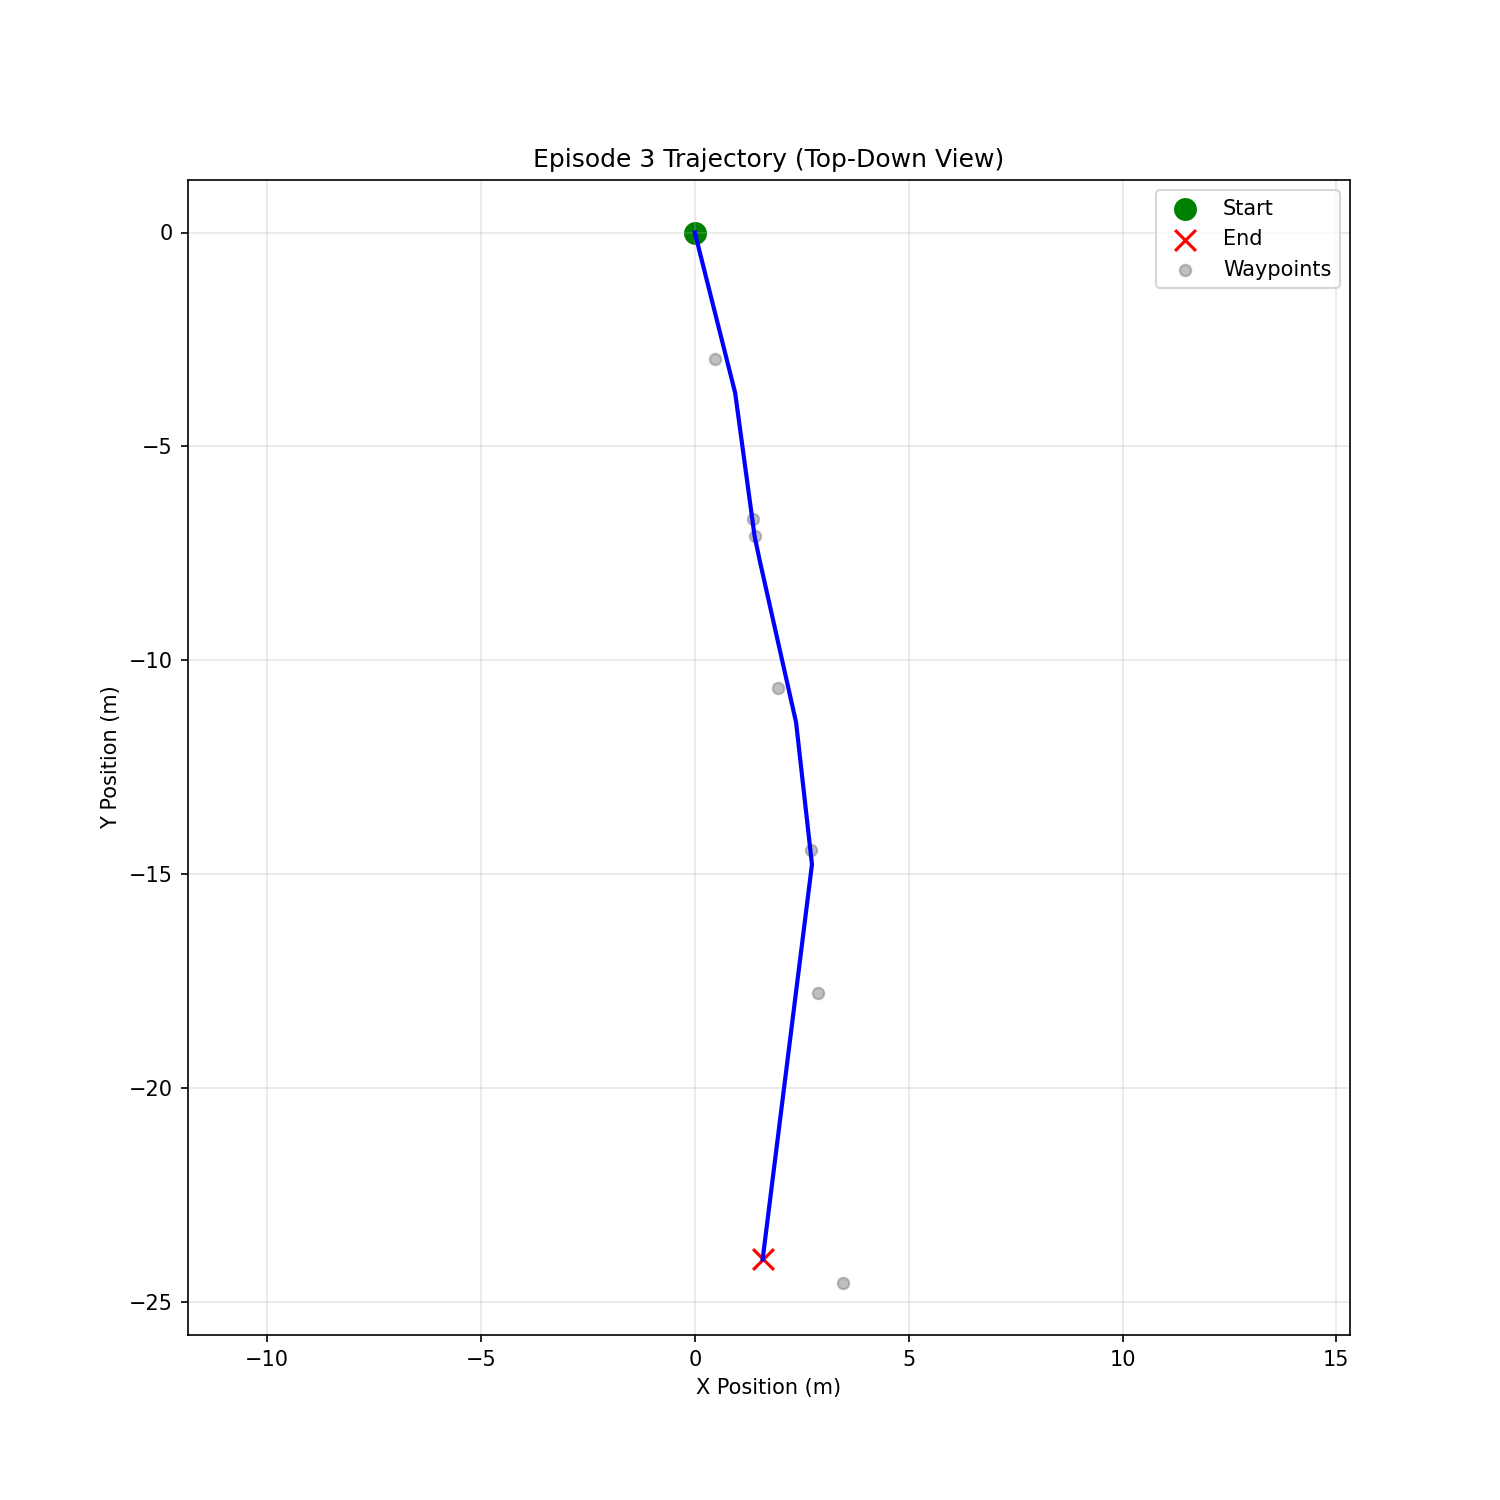 Episode 3 Trajectory (Top-Down View)
Start
End
Waypoints
0
−5
−10
−15
−20
−25
Y Position (m)
−10 −5 0 5 10 15
X Position (m)